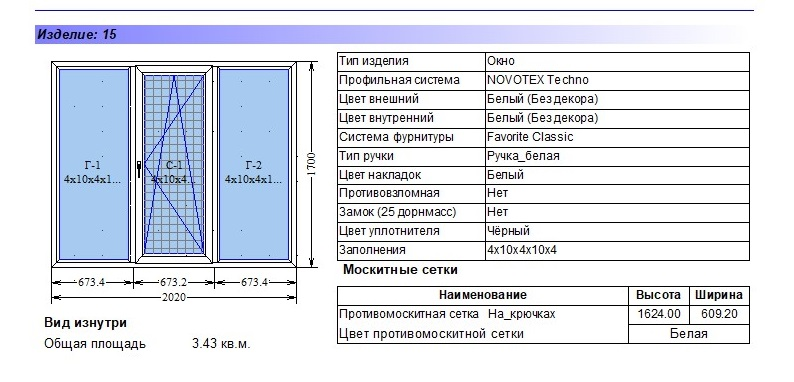 Изделие: 15
Г-1
4x10x4x1...
С-1
4x10x4...
Г-2
4x10x4x1...
1700
673.4
673.2
673.4
2020
Вид изнутри
Общая площадь 3.43 кв.м.
Тип изделия Окно
Профильная система NOVOTEX Techno
Цвет внешний Белый (Без декора)
Цвет внутренний Белый (Без декора)
Система фурнитуры Favorite Classic
Тип ручки Ручка_белая
Цвет накладок Белый
Противовзломная Нет
Замок (25 дорнмасс) Нет
Цвет уплотнителя Чёрный
Заполнения 4x10x4x10x4
Москитные сетки
Наименование Высота Ширина
Противомоскитная сетка На_крючках 1624.00 609.20
Цвет противомоскитной сетки Белая